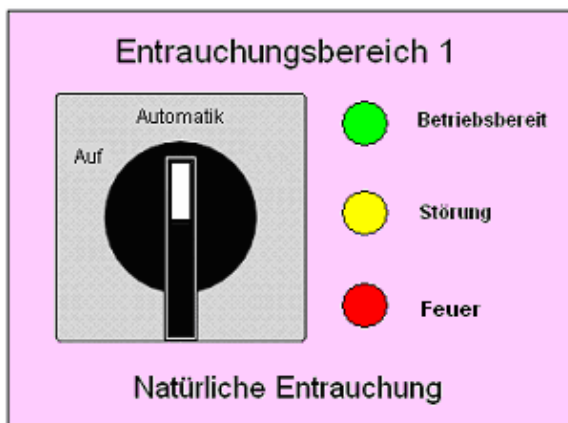 Entrauchungsbereich 1
Automatik
Auf
Betriebsbereit
Störung
Feuer
Natürliche Entrauchung